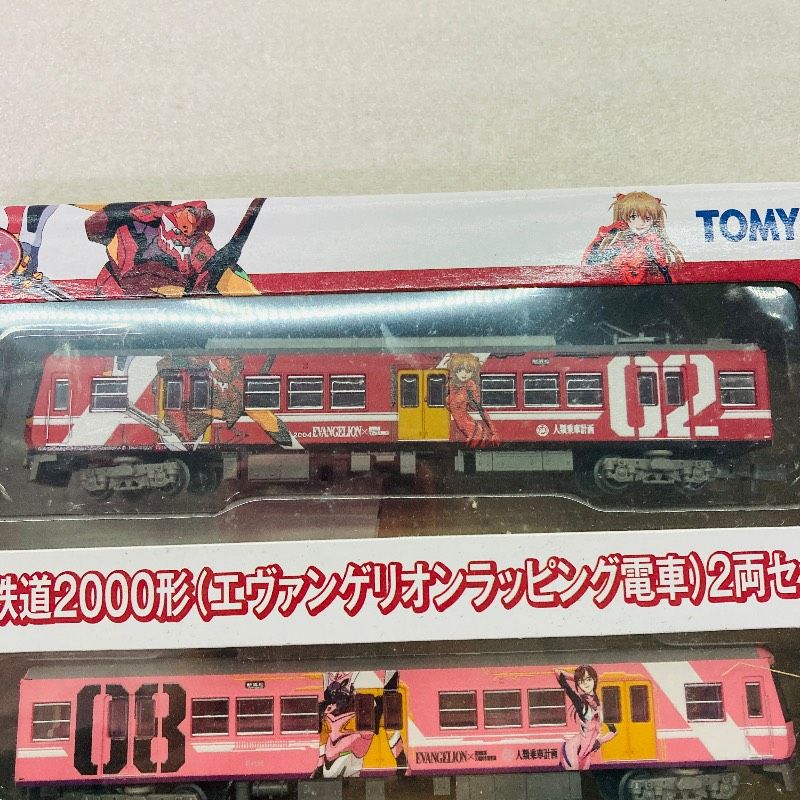 TOMY
2004 EVANGELION×
人類乗車計画
02
鉄道2000形(エヴァンゲリオンラッピング電車)2両セ
08
EVANGELION×
人類乗車計画